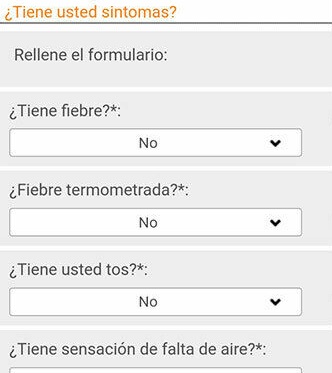 ¿Tiene usted sintomas?
Rellene el formulario:
¿Tiene fiebre?*:
No
¿Fiebre termometrada?*:
No
¿Tiene usted tos?*:
No
¿Tiene sensación de falta de aire?*: